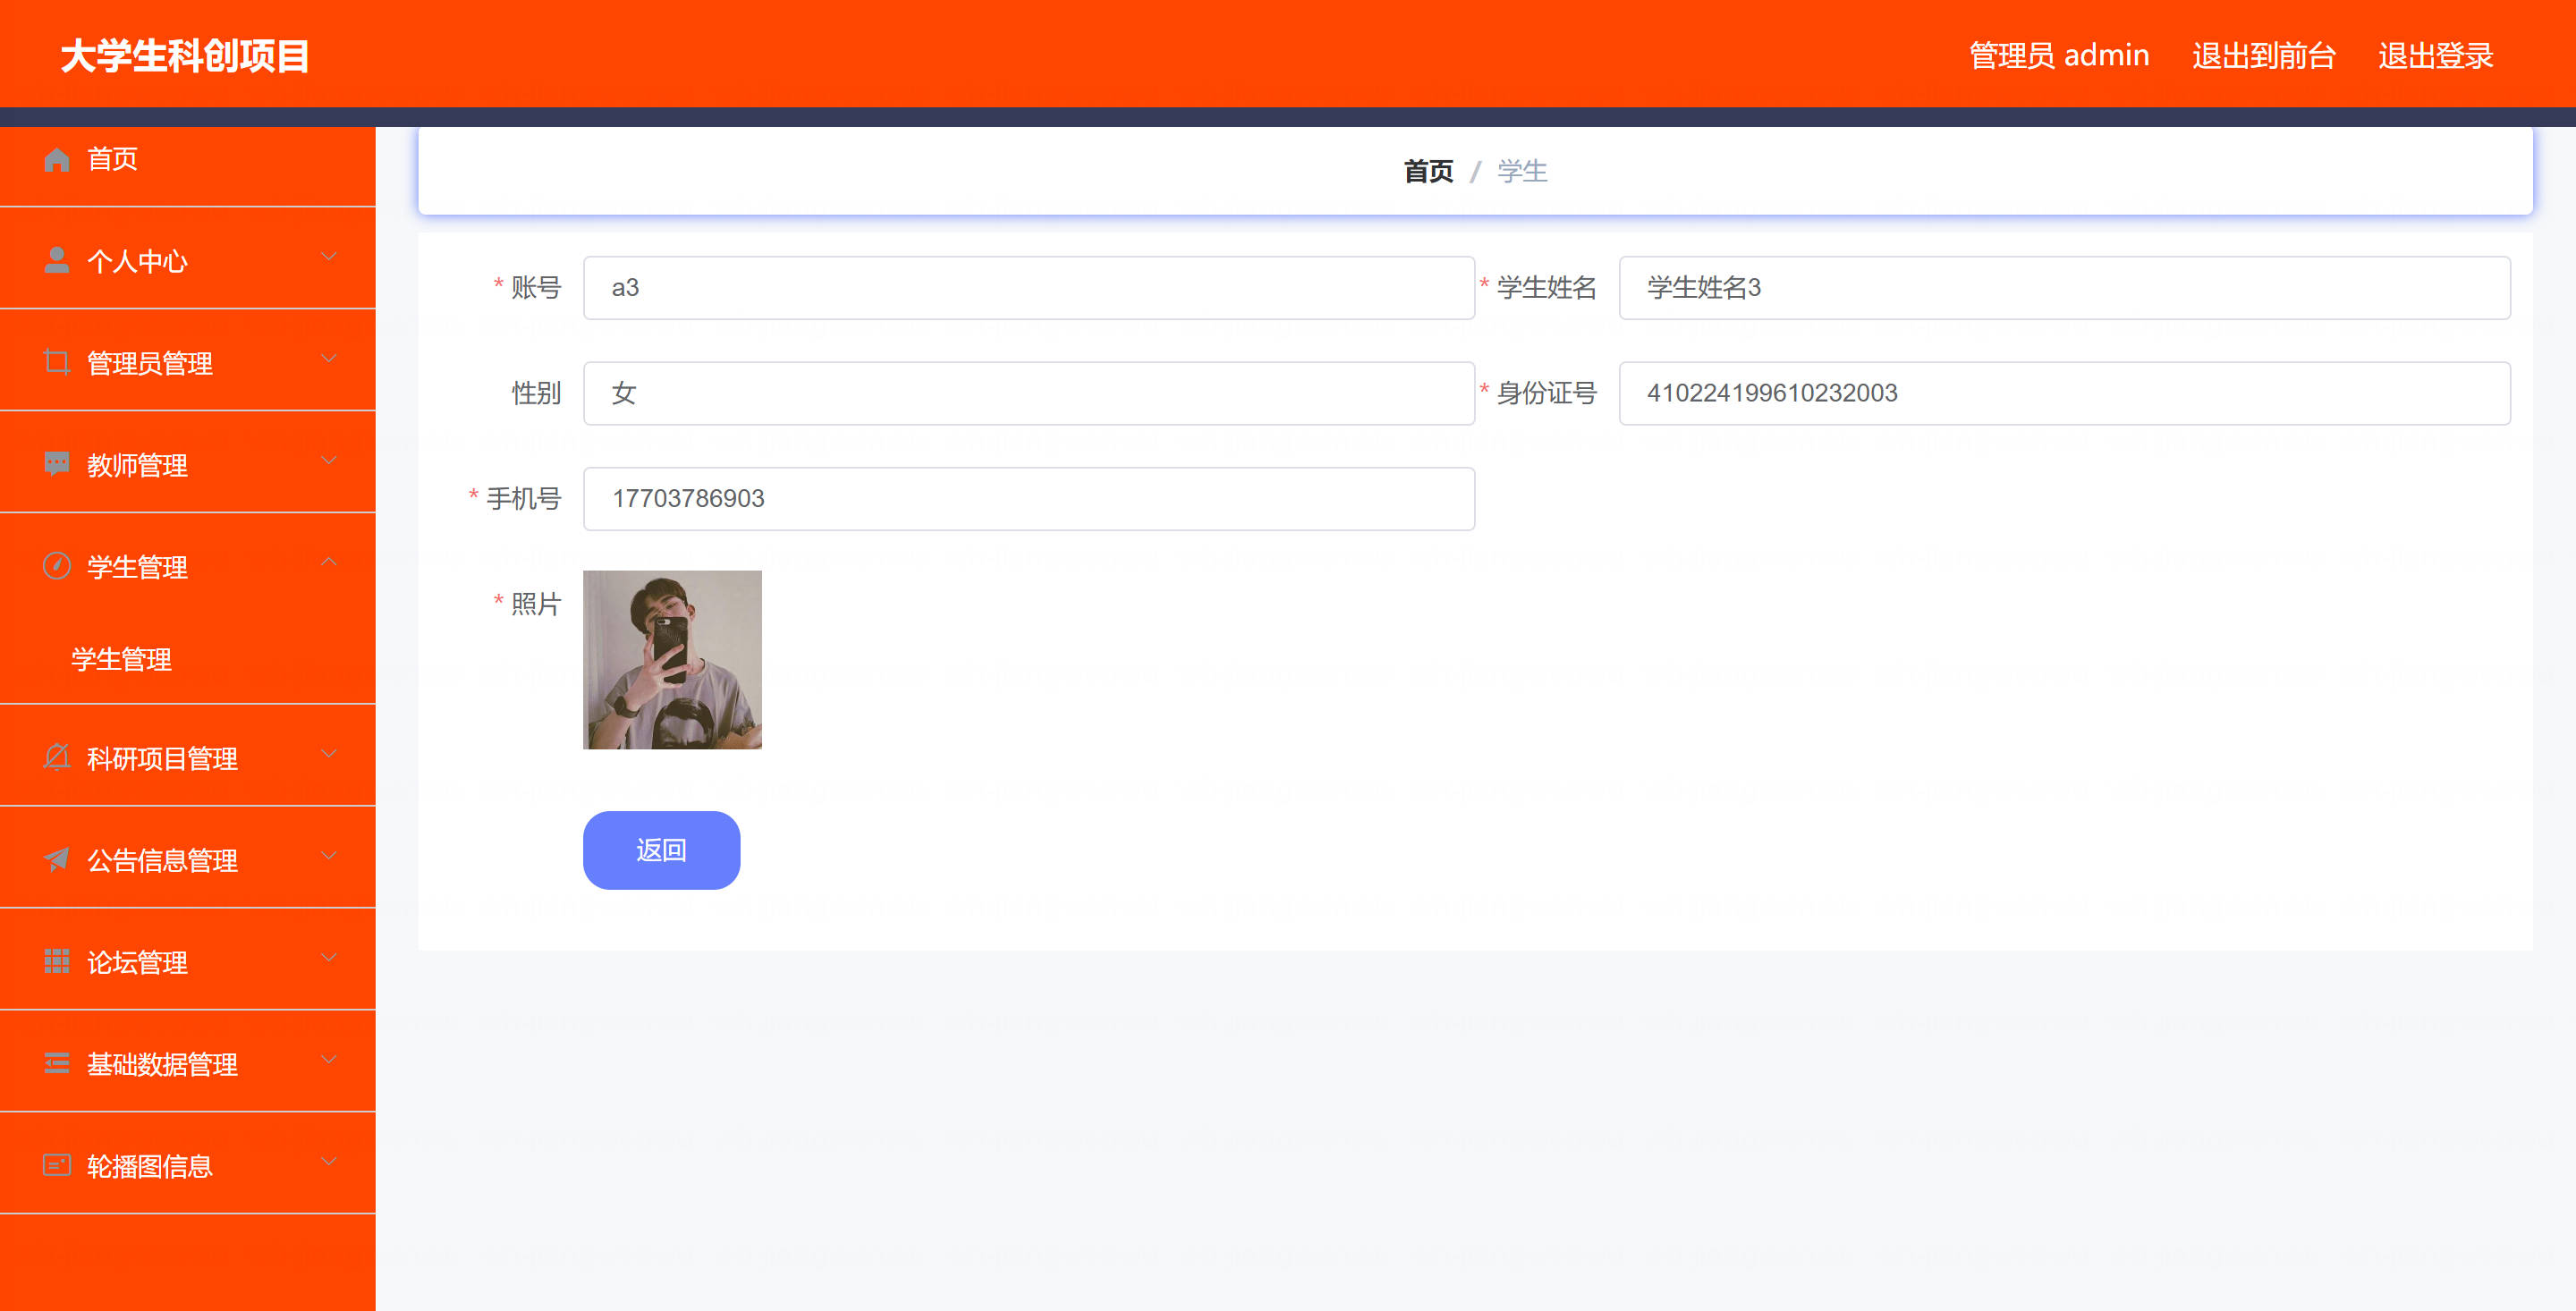 大学生科创项目
管理员 admin 退出到前台 退出登录
首页
个人中心
管理员管理
教师管理
学生管理
学生管理
科研项目管理
公告信息管理
论坛管理
基础数据管理
轮播图信息
首页 / 学生
* 账号 a3 * 学生姓名 学生姓名3
性别 女 * 身份证号 410224199610232003
* 手机号 17703786903
* 照片
返回